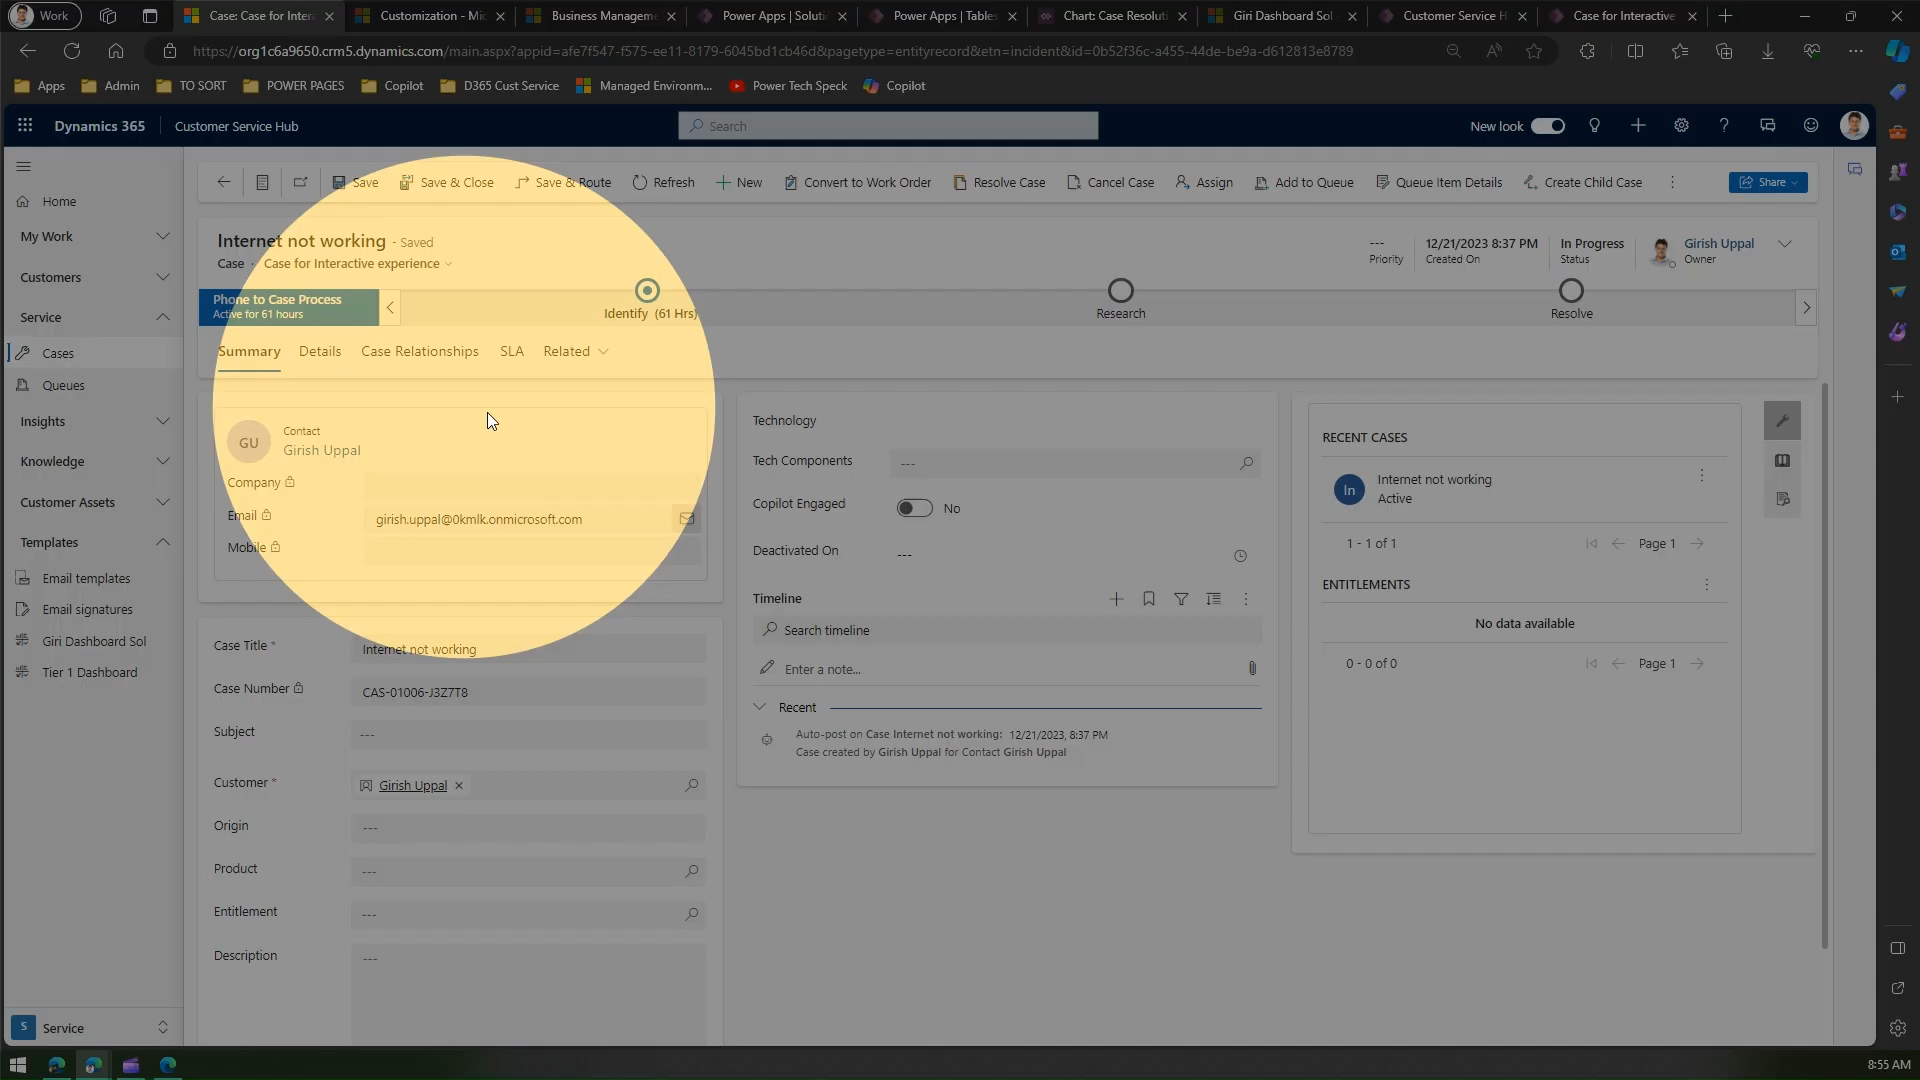 Work
Case: Case for Inter
Customization - Mic
Business Manageme
Power Apps | Soluti
Power Apps | Tables
Chart: Case Resoluti
Giri Dashboard Sol -
Customer Service H
Case for Interactive
https://org1c6a9650.crm5.dynamics.com/main.aspx?appid=afe7f547-f575-ee11-8179-6045bd1cb46d&pagetype=entityrecord&etn=incident&id=0b52f36c-a455-44de-be9a-d612813e8789
Apps
Admin
TO SORT
POWER PAGES
Copilot
D365 Cust Service
Managed Environm...
Power Tech Speck
Copilot
Dynamics 365
Customer Service Hub
Search
New look
Save
Save & Close
Save & Route
Refresh
New
Convert to Work Order
Resolve Case
Cancel Case
Assign
Add to Queue
Queue Item Details
Create Child Case
Share
Home
My Work
Customers
Service
Cases
Queues
Insights
Knowledge
Customer Assets
Templates
Email templates
Email signatures
Giri Dashboard Sol
Tier 1 Dashboard
S
Service
Internet not working - Saved
Case · Case for Interactive experience
---
Priority
12/21/2023 8:37 PM
Created On
In Progress
Status
Girish Uppal
Owner
Phone to Case Process
Active for 61 hours
Identify (61 Hrs)
Research
Resolve
Summary
Details
Case Relationships
SLA
Related
GU
Contact
Girish Uppal
Company
Email
girish.uppal@0kmlk.onmicrosoft.com
Mobile
Case Title *
Internet not working
Case Number
CAS-01006-J3Z7T8
Subject
---
Customer *
Girish Uppal
Origin
---
Product
---
Entitlement
---
Description
---
Technology
Tech Components
---
Copilot Engaged
No
Deactivated On
---
Timeline
Search timeline
Enter a note...
Recent
Auto-post on Case Internet not working: 12/21/2023, 8:37 PM
Case created by Girish Uppal for Contact Girish Uppal
RECENT CASES
In
Internet not working
Active
1 - 1 of 1
Page 1
ENTITLEMENTS
No data available
0 - 0 of 0
Page 1
8:55 AM